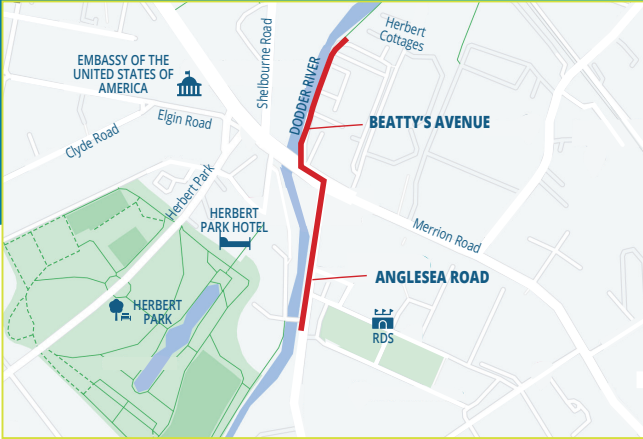 Herbert
Cottages
Shelbourne Road
EMBASSY OF THE
UNITED STATES OF
AMERICA
DODDER RIVER
Elgin Road
BEATTY'S AVENUE
Clyde Road
Herbert Park
HERBERT
PARK HOTEL
Merrion Road
ANGLESEA ROAD
HERBERT
PARK
RDS